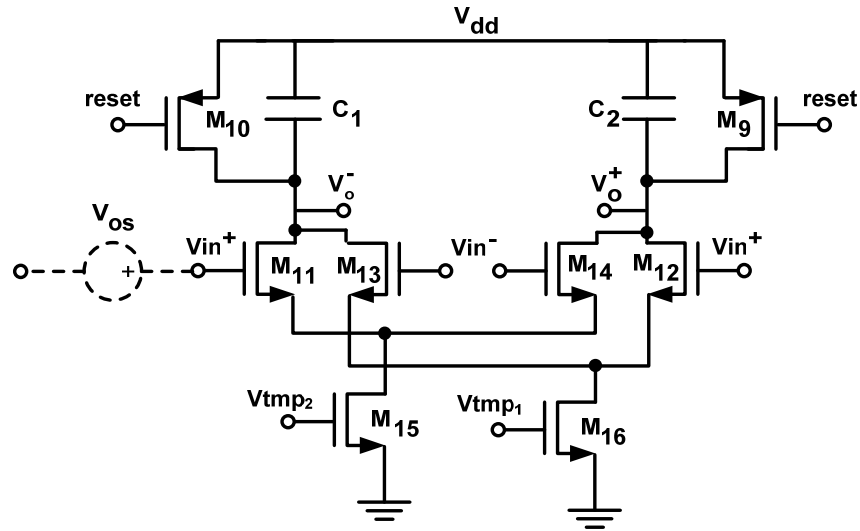 Vdd
reset
M10
C1
C2
M9
reset
Vo-
Vo+
Vos
+
Vin+
M11
M13
Vin-
M14
M12
Vin+
Vtmp2
M15
Vtmp1
M16